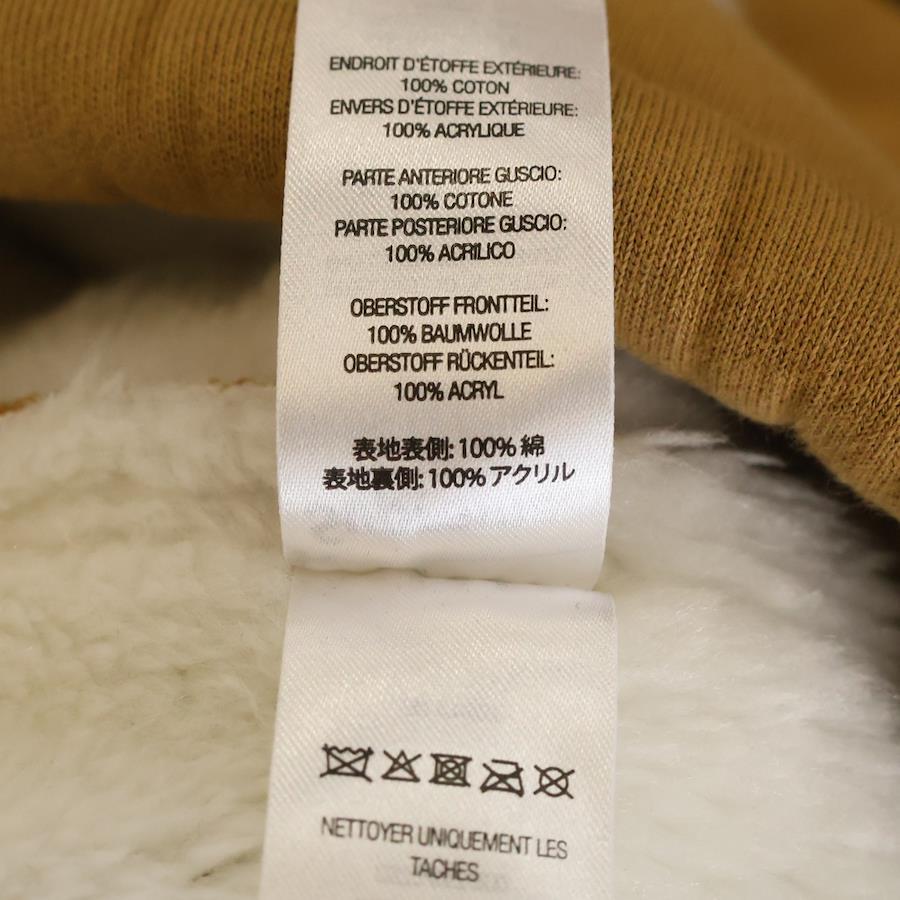 ENDROIT D'ÉTOFFE EXTÉRIEURE:
100% COTON
ENVERS D'ÉTOFFE EXTÉRIEURE:
100% ACRYLIQUE
PARTE ANTERIORE GUSCIO:
100% COTONE
PARTE POSTERIORE GUSCIO:
100% ACRILICO
OBERSTOFF FRONTTEIL:
100% BAUMWOLLE
OBERSTOFF RÜCKENTEIL:
100% ACRYL
表地表側: 100% 綿
表地裏側: 100% アクリル
NETTOYER UNIQUEMENT LES
TACHES